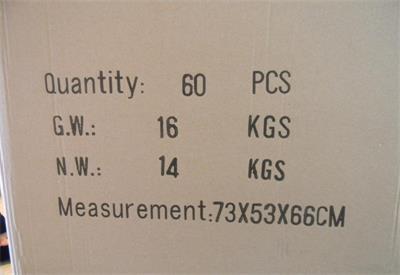 Quantity: 60 PCS
G.W.: 16 KGS
N.W.: 14 KGS
Measurement:73X53X66CM